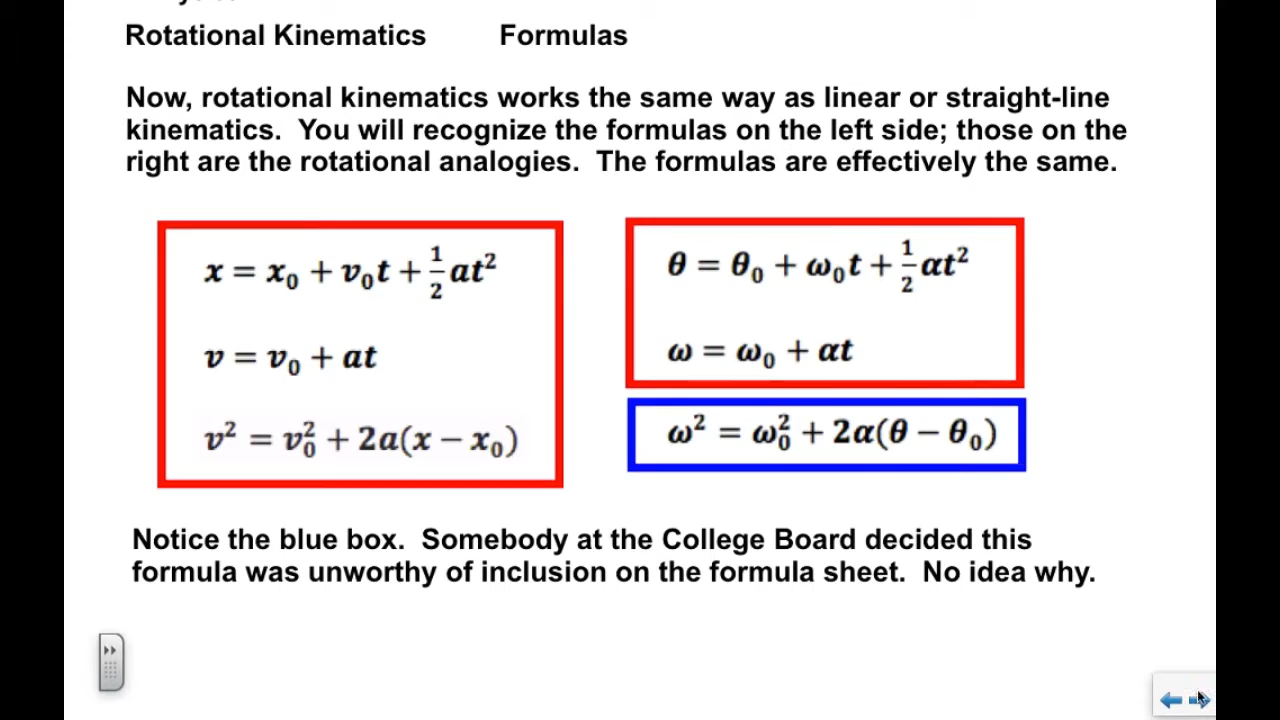 Rotational Kinematics Formulas
Now, rotational kinematics works the same way as linear or straight-line
kinematics. You will recognize the formulas on the left side; those on the
right are the rotational analogies. The formulas are effectively the same.
x = x₀ + v₀t + ½at²
v = v₀ + at
v² = v₀² + 2a(x − x₀)
θ = θ₀ + ω₀t + ½αt²
ω = ω₀ + αt
ω² = ω₀² + 2α(θ − θ₀)
Notice the blue box. Somebody at the College Board decided this
formula was unworthy of inclusion on the formula sheet. No idea why.